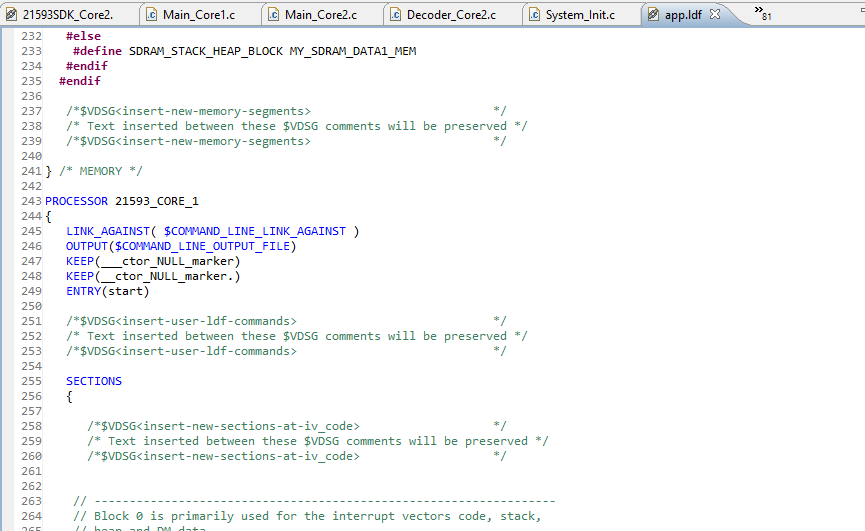 21593SDK_Core2. Main_Core1.c Main_Core2.c Decoder_Core2.c System_Init.c app.ldf »81
232 #else
233 #define SDRAM_STACK_HEAP_BLOCK MY_SDRAM_DATA1_MEM
234 #endif
235 #endif
236
237 /*$VDSG<insert-new-memory-segments> */
238 /* Text inserted between these $VDSG comments will be preserved */
239 /*$VDSG<insert-new-memory-segments> */
240
241 } /* MEMORY */
242
243 PROCESSOR 21593_CORE_1
244 {
245 LINK_AGAINST( $COMMAND_LINE_LINK_AGAINST )
246 OUTPUT($COMMAND_LINE_OUTPUT_FILE)
247 KEEP(___ctor_NULL_marker)
248 KEEP(__ctor_NULL_marker.)
249 ENTRY(start)
250
251 /*$VDSG<insert-user-ldf-commands> */
252 /* Text inserted between these $VDSG comments will be preserved */
253 /*$VDSG<insert-user-ldf-commands> */
254
255 SECTIONS
256 {
257
258 /*$VDSG<insert-new-sections-at-iv_code> */
259 /* Text inserted between these $VDSG comments will be preserved */
260 /*$VDSG<insert-new-sections-at-iv_code> */
261
262
263 // ------------------------------------------------------------------
264 // Block 0 is primarily used for the interrupt vectors code, stack,
265 // heap and DM data